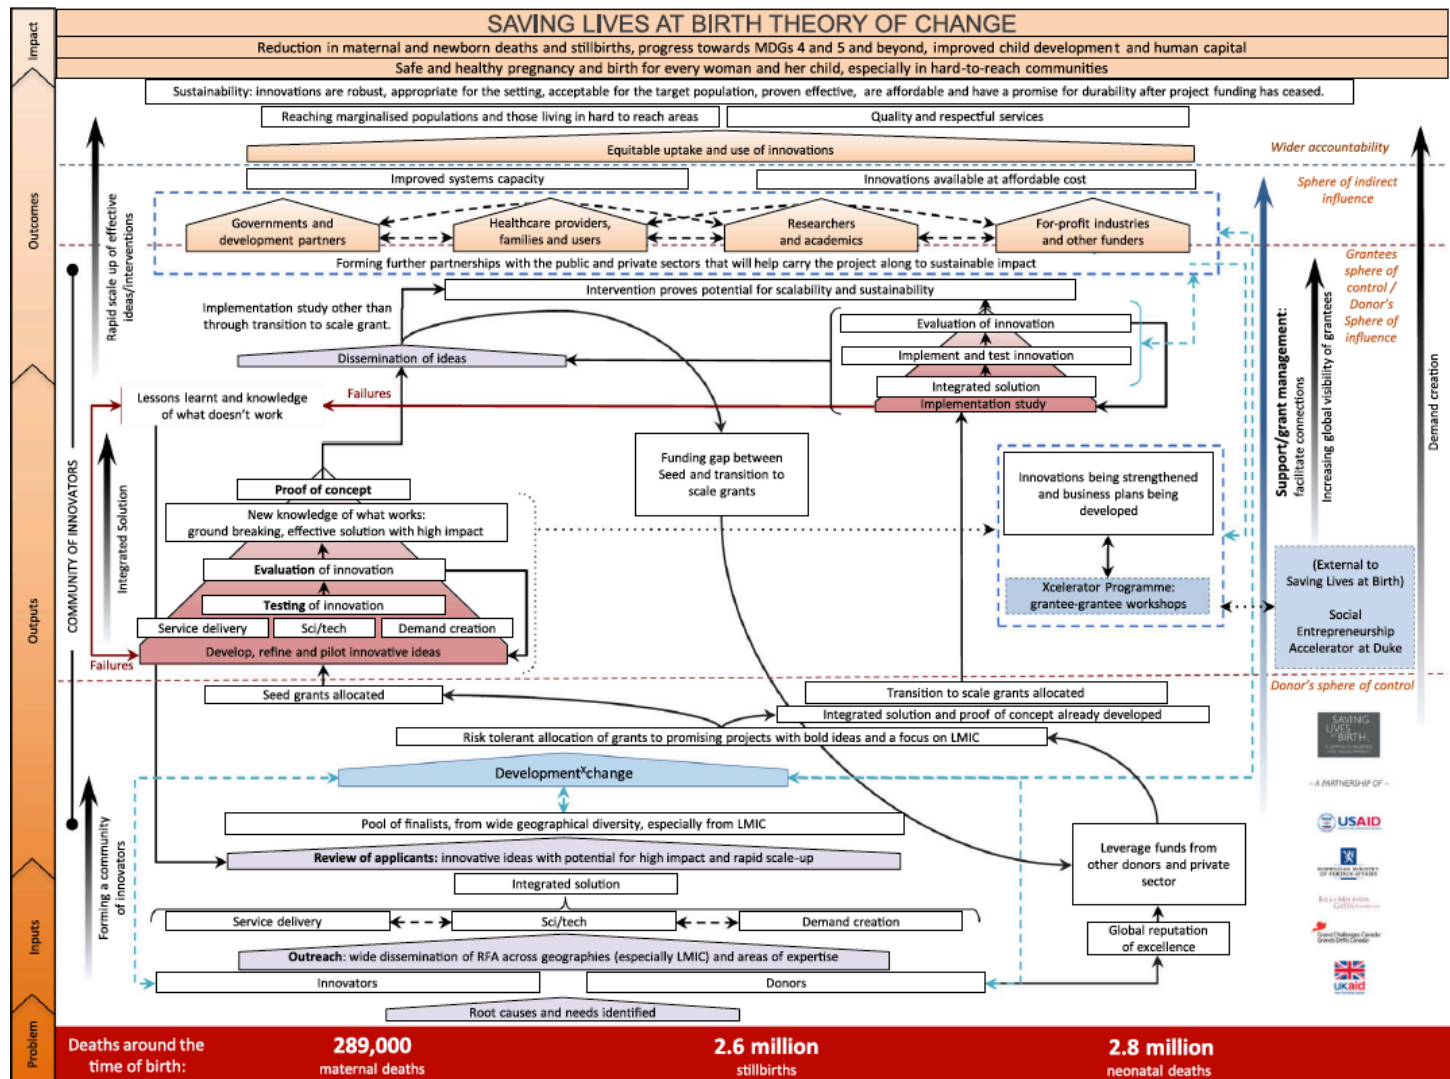 SAVING LIVES AT BIRTH THEORY OF CHANGE
Impact
Reduction in maternal and newborn deaths and stillbirths, progress towards MDGs 4 and 5 and beyond, improved child development and human capital
Safe and healthy pregnancy and birth for every woman and her child, especially in hard-to-reach communities
Sustainability: innovations are robust, appropriate for the setting, acceptable for the target population, proven effective, are affordable and have a promise for durability after project funding has ceased.
Reaching marginalised populations and those living in hard to reach areas
Quality and respectful services
Equitable uptake and use of innovations
Wider accountability
Improved systems capacity
Innovations available at affordable cost
Sphere of indirect
influence
Outcomes
Rapid scale up of effective
ideas/interventions
Governments and
development partners
Healthcare providers,
families and users
Researchers
and academics
For-profit industries
and other funders
Forming further partnerships with the public and private sectors that will help carry the project along to sustainable impact
Grantees
sphere of
control /
Donor's
Sphere of
influence
Implementation study other than
through transition to scale grant.
Intervention proves potential for scalability and sustainability
Evaluation of innovation
Implement and test innovation
Integrated solution
Implementation study
Dissemination of ideas
Failures
Lessons learnt and knowledge
of what doesn't work
Support/grant management:
facilitate connections
Increasing global visibility of grantees
Demand creation
COMMUNITY OF INNOVATORS
Integrated Solution
Outputs
Funding gap between
Seed and transition to
scale grants
Innovations being strengthened
and business plans being
developed
Proof of concept
New knowledge of what works:
ground breaking, effective solution with high impact
Evaluation of innovation
Testing of innovation
Service delivery
Sci/tech
Demand creation
Develop, refine and pilot innovative ideas
Failures
Xcelerator Programme:
grantee-grantee workshops
(External to
Saving Lives at Birth)
Social
Entrepreneurship
Accelerator at Duke
Donor's sphere of control
Seed grants allocated
Transition to scale grants allocated
Integrated solution and proof of concept already developed
Risk tolerant allocation of grants to promising projects with bold ideas and a focus on LMIC
Developmentˣchange
Pool of finalists, from wide geographical diversity, especially from LMIC
Review of applicants: innovative ideas with potential for high impact and rapid scale-up
Integrated solution
Service delivery
Sci/tech
Demand creation
Outreach: wide dissemination of RFA across geographies (especially LMIC) and areas of expertise
Innovators
Donors
Root causes and needs identified
Forming a community
of innovators
Inputs
Leverage funds from
other donors and private
sector
Global reputation
of excellence
SAVING
LIVES
AT BIRTH:
– A PARTNERSHIP OF –
USAID
NORWEGIAN MINISTRY
OF FOREIGN AFFAIRS
BILL & MELINDA
GATES foundation
Grand Challenges Canada
Grands Défis Canada
UKaid
Problem
Deaths around the
time of birth:
289,000
maternal deaths
2.6 million
stillbirths
2.8 million
neonatal deaths